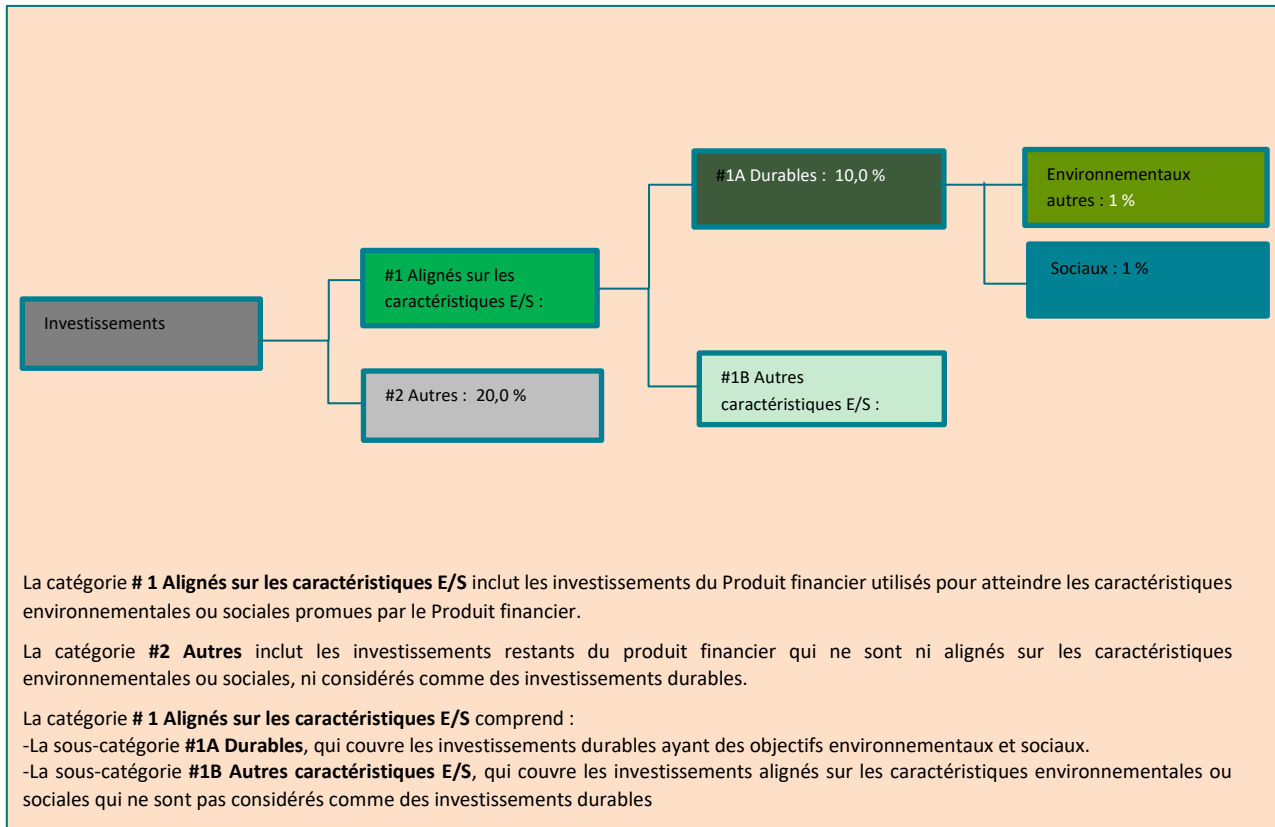 #1A Durables : 10,0 %
Environnementaux
autres : 1 %
#1 Alignés sur les
caractéristiques E/S :
Sociaux : 1 %
Investissements
#2 Autres : 20,0 %
#1B Autres
caractéristiques E/S :
La catégorie # 1 Alignés sur les caractéristiques E/S inclut les investissements du Produit financier utilisés pour atteindre les caractéristiques
environnementales ou sociales promues par le Produit financier.
La catégorie #2 Autres inclut les investissements restants du produit financier qui ne sont ni alignés sur les caractéristiques
environnementales ou sociales, ni considérés comme des investissements durables.
La catégorie # 1 Alignés sur les caractéristiques E/S comprend :
-La sous-catégorie #1A Durables, qui couvre les investissements durables ayant des objectifs environnementaux et sociaux.
-La sous-catégorie #1B Autres caractéristiques E/S, qui couvre les investissements alignés sur les caractéristiques environnementales ou
sociales qui ne sont pas considérés comme des investissements durables